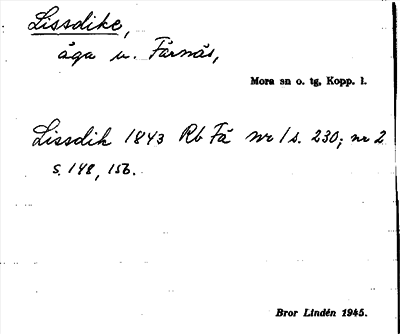 Lissdike,
äga u. Färnäs,
Mora sn o. tg, Kopp. l.
Lissdik 1843 Rb Fä nr 1 s. 230; nr 2
s. 148, 156.
Bror Lindén 1945.